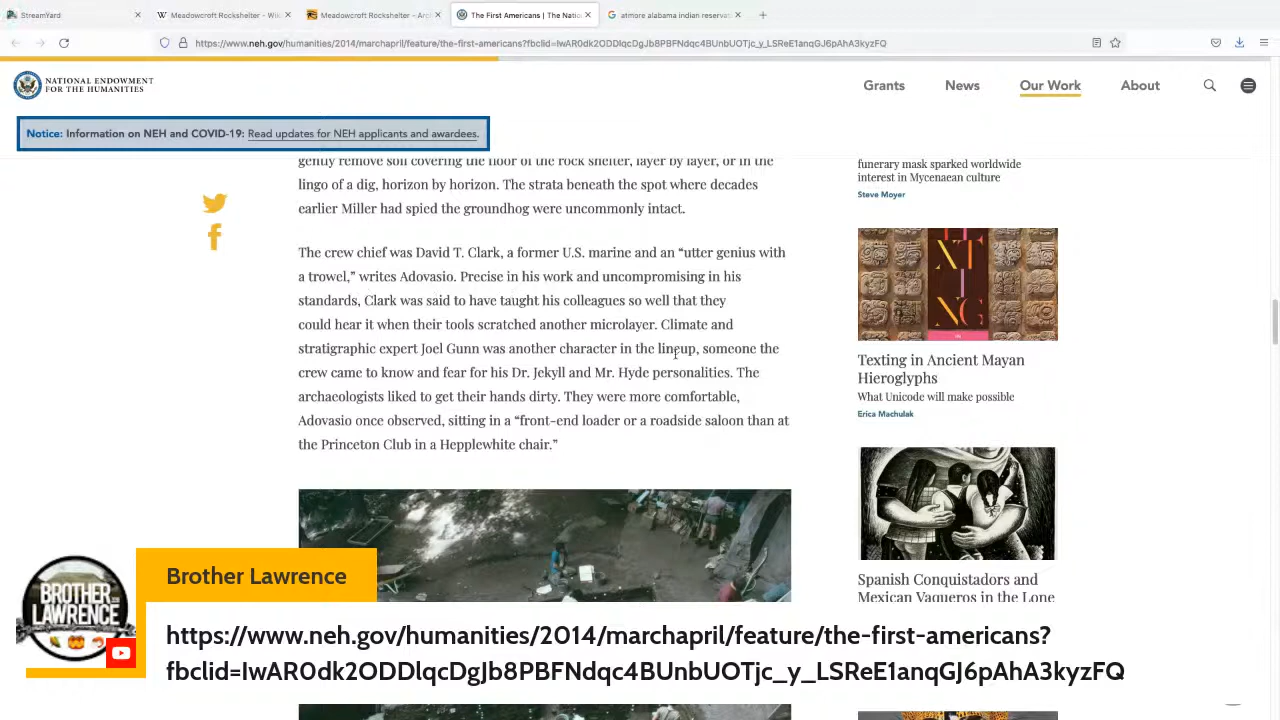 StreamYard
Meadowcroft Rockshelter - Wiki
Meadowcroft Rockshelter – Arc
The First Americans | The Natio
atmore alabama indian reservat
https://www.neh.gov/humanities/2014/marchapril/feature/the-first-americans?fbclid=IwAR0dk2ODDlqcDgJb8PBFNdqc4BUnbUOTjc_y_LSReE1anqGJ6pAhA3kyzFQ
NATIONAL ENDOWMENT
FOR THE HUMANITIES
Grants
News
Our Work
About
Notice: Information on NEH and COVID-19: Read updates for NEH applicants and awardees.
gently remove soil covering the floor of the rock shelter, layer by layer, or in the
lingo of a dig, horizon by horizon. The strata beneath the spot where decades
earlier Miller had spied the groundhog were uncommonly intact.
The crew chief was David T. Clark, a former U.S. marine and an “utter genius with
a trowel,” writes Adovasio. Precise in his work and uncompromising in his
standards, Clark was said to have taught his colleagues so well that they
could hear it when their tools scratched another microlayer. Climate and
stratigraphic expert Joel Gunn was another character in the lineup, someone the
crew came to know and fear for his Dr. Jekyll and Mr. Hyde personalities. The
archaeologists liked to get their hands dirty. They were more comfortable,
Adovasio once observed, sitting in a “front-end loader or a roadside saloon than at
the Princeton Club in a Hepplewhite chair.”
funerary mask sparked worldwide
interest in Mycenaean culture
Steve Moyer
NTI
NG
Texting in Ancient Mayan
Hieroglyphs
What Unicode will make possible
Erica Machulak
Spanish Conquistadors and
Mexican Vaqueros in the Lone
BROTHER
LAWRENCE
Brother Lawrence
https://www.neh.gov/humanities/2014/marchapril/feature/the-first-americans?
fbclid=IwAR0dk2ODDlqcDgJb8PBFNdqc4BUnbUOTjc_y_LSReE1anqGJ6pAhA3kyzFQ